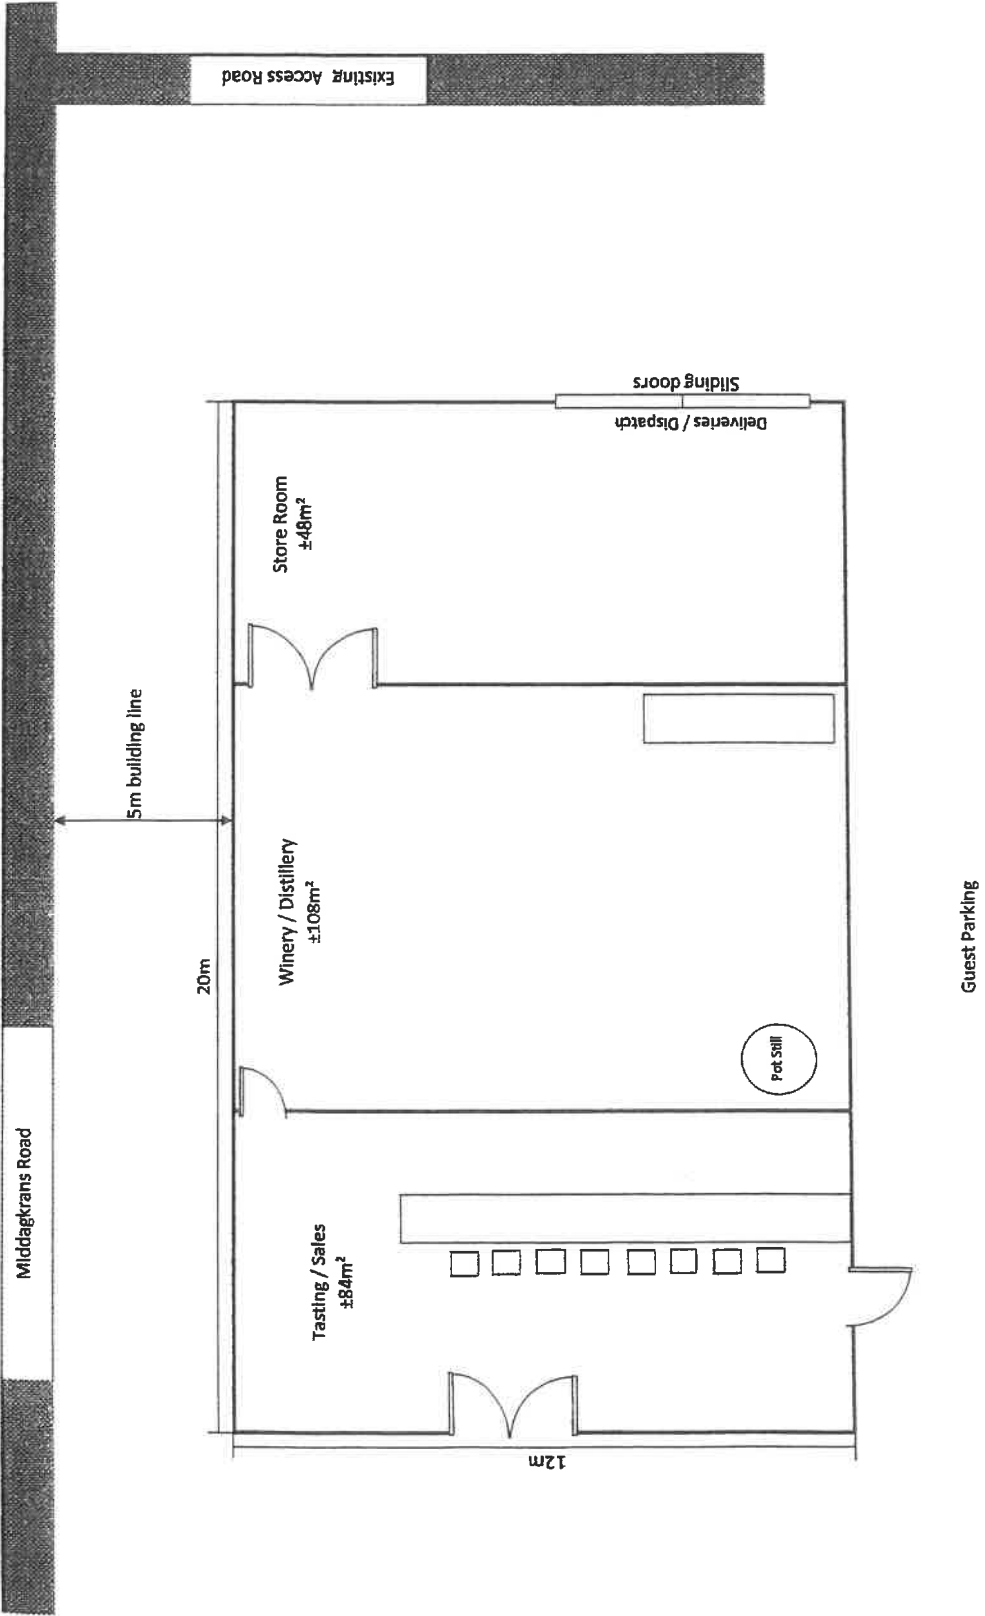 Existing Access Road
Middagkrans Road
5m building line
20m
12m
Tasting / Sales
±84m²
Winery / Distillery
±108m²
Store Room
±48m²
Pot Still
Deliveries / Dispatch
Sliding doors
Guest Parking